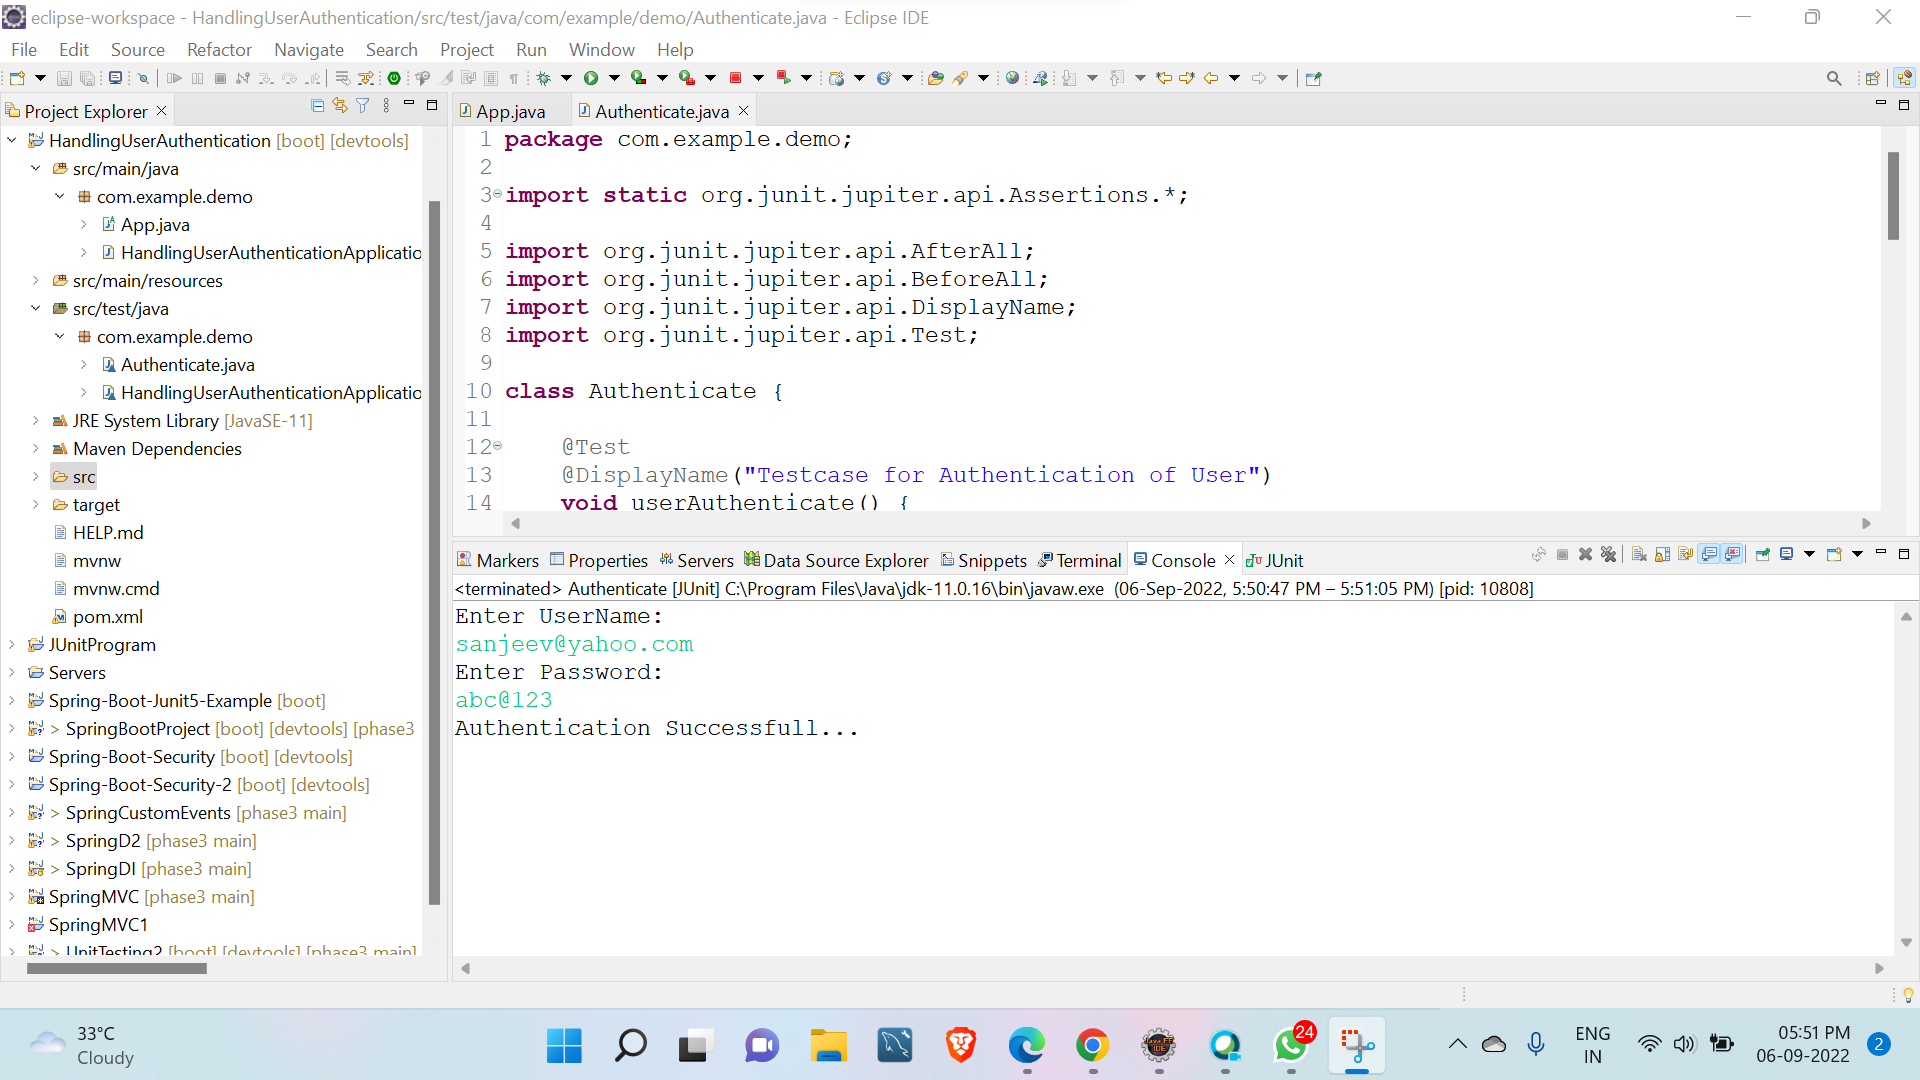 eclipse-workspace - HandlingUserAuthentication/src/test/java/com/example/demo/Authenticate.java - Eclipse IDE
File Edit Source Refactor Navigate Search Project Run Window Help
Project Explorer
HandlingUserAuthentication [boot] [devtools]
src/main/java
com.example.demo
App.java
HandlingUserAuthenticationApplicatio
src/main/resources
src/test/java
com.example.demo
Authenticate.java
HandlingUserAuthenticationApplicatio
JRE System Library [JavaSE-11]
Maven Dependencies
src
target
HELP.md
mvnw
mvnw.cmd
pom.xml
JUnitProgram
Servers
Spring-Boot-Junit5-Example [boot]
> SpringBootProject [boot] [devtools] [phase3
Spring-Boot-Security [boot] [devtools]
Spring-Boot-Security-2 [boot] [devtools]
> SpringCustomEvents [phase3 main]
> SpringD2 [phase3 main]
> SpringDI [phase3 main]
SpringMVC [phase3 main]
SpringMVC1
> UnitTesting2 [boot] [devtools] [phase3 main]
App.java Authenticate.java
1 package com.example.demo;
2
3 import static org.junit.jupiter.api.Assertions.*;
4
5 import org.junit.jupiter.api.AfterAll;
6 import org.junit.jupiter.api.BeforeAll;
7 import org.junit.jupiter.api.DisplayName;
8 import org.junit.jupiter.api.Test;
9
10 class Authenticate {
11
12 @Test
13 @DisplayName("Testcase for Authentication of User")
14 void userAuthenticate() {
Markers Properties Servers Data Source Explorer Snippets Terminal Console JUnit
<terminated> Authenticate [JUnit] C:\Program Files\Java\jdk-11.0.16\bin\javaw.exe (06-Sep-2022, 5:50:47 PM – 5:51:05 PM) [pid: 10808]
Enter UserName:
sanjeev@yahoo.com
Enter Password:
abc@123
Authentication Successfull...
33°C
Cloudy
Java EE
IDE
24
ENG
IN
05:51 PM
06-09-2022
2